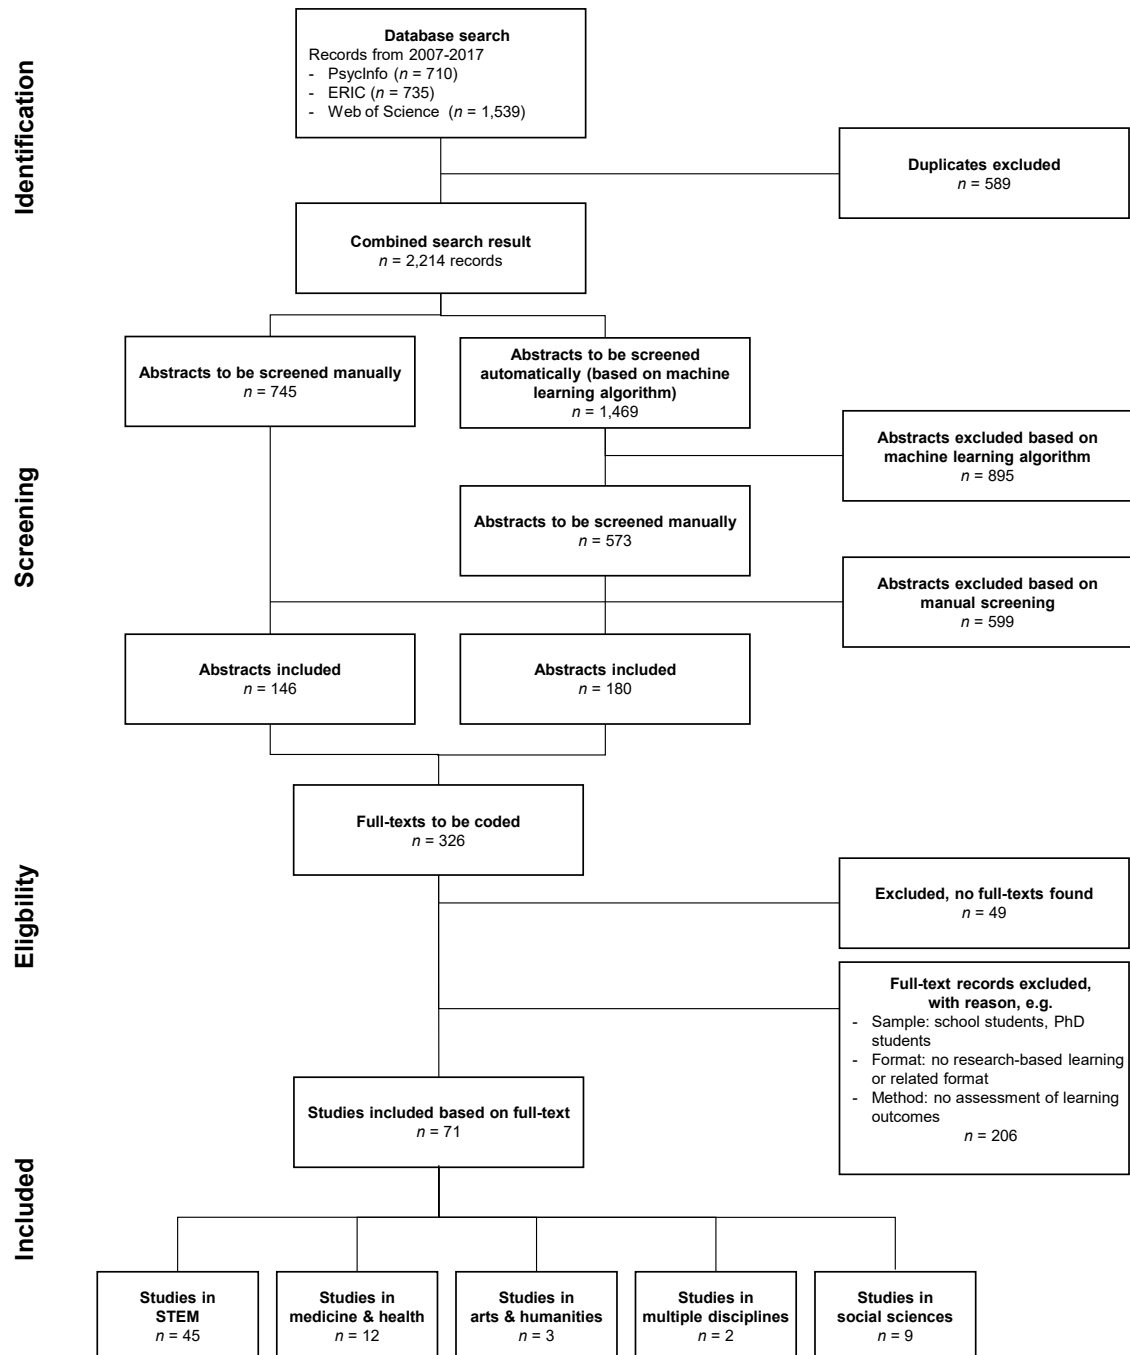 Identification
Database search
Records from 2007-2017
- PsycInfo (n = 710)
- ERIC (n = 735)
- Web of Science (n = 1,539)
Duplicates excluded
n = 589
Combined search result
n = 2,214 records
Screening
Abstracts to be screened manually
n = 745
Abstracts to be screened
automatically (based on machine
learning algorithm)
n = 1,469
Abstracts excluded based on
machine learning algorithm
n = 895
Abstracts to be screened manually
n = 573
Abstracts excluded based on
manual screening
n = 599
Abstracts included
n = 146
Abstracts included
n = 180
Eligbility
Full-texts to be coded
n = 326
Excluded, no full-texts found
n = 49
Full-text records excluded,
with reason, e.g.
- Sample: school students, PhD
students
- Format: no research-based learning
or related format
- Method: no assessment of learning
outcomes
n = 206
Included
Studies included based on full-text
n = 71
Studies in
STEM
n = 45
Studies in
medicine & health
n = 12
Studies in
arts & humanities
n = 3
Studies in
multiple disciplines
n = 2
Studies in
social sciences
n = 9